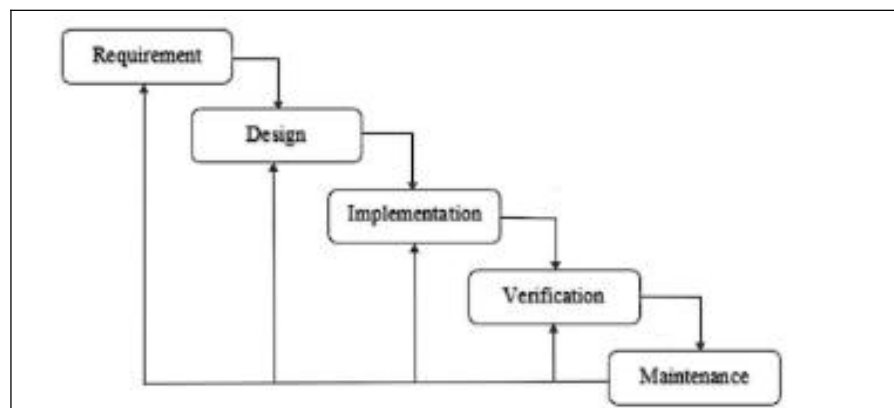 Requirement
Design
Implementation
Verification
Maintenance